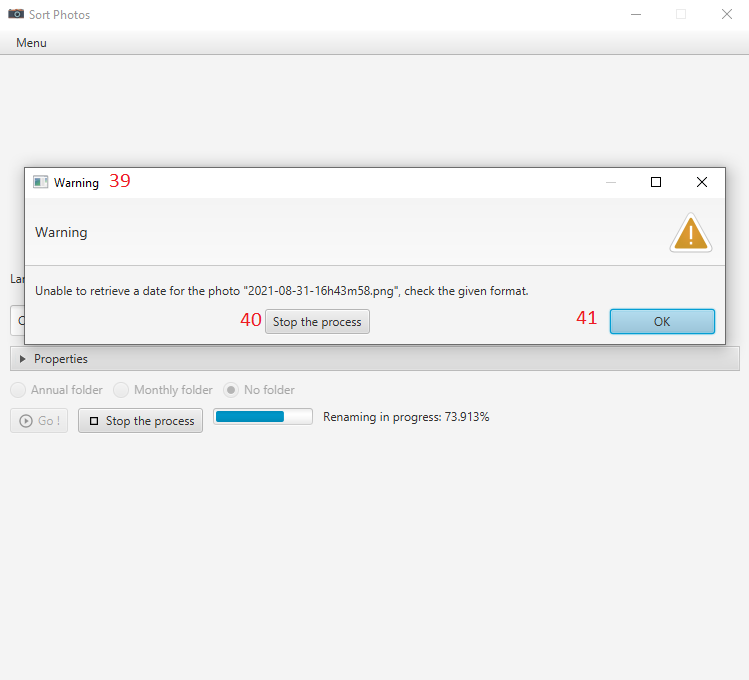 Sort Photos
Menu
Warning 39
Warning
Unable to retrieve a date for the photo "2021-08-31-16h43m58.png", check the given format.
40 Stop the process 41 OK
Properties
Annual folder Monthly folder No folder
Go ! Stop the process Renaming in progress: 73.913%